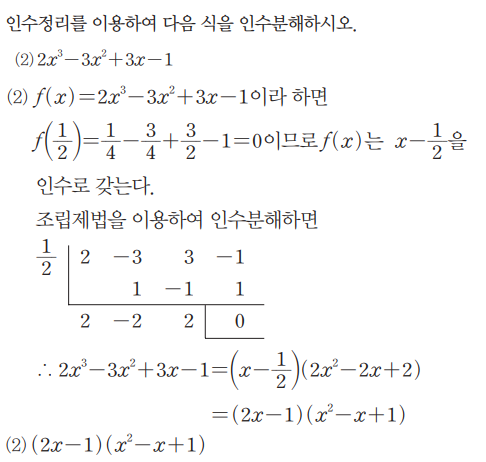 인수정리를 이용하여 다음 식을 인수분해하시오.
(2) 2x³-3x²+3x-1
(2) f(x)=2x³-3x²+3x-1이라 하면
f(1/2)=1/4-3/4+3/2-1=0이므로 f(x)는 x-1/2을
인수로 갖는다.
조립제법을 이용하여 인수분해하면
1/2 | 2 -3 3 -1
1 -1 1
2 -2 2 | 0
∴ 2x³-3x²+3x-1=(x-1/2)(2x²-2x+2)
=(2x-1)(x²-x+1)
(2) (2x-1)(x²-x+1)